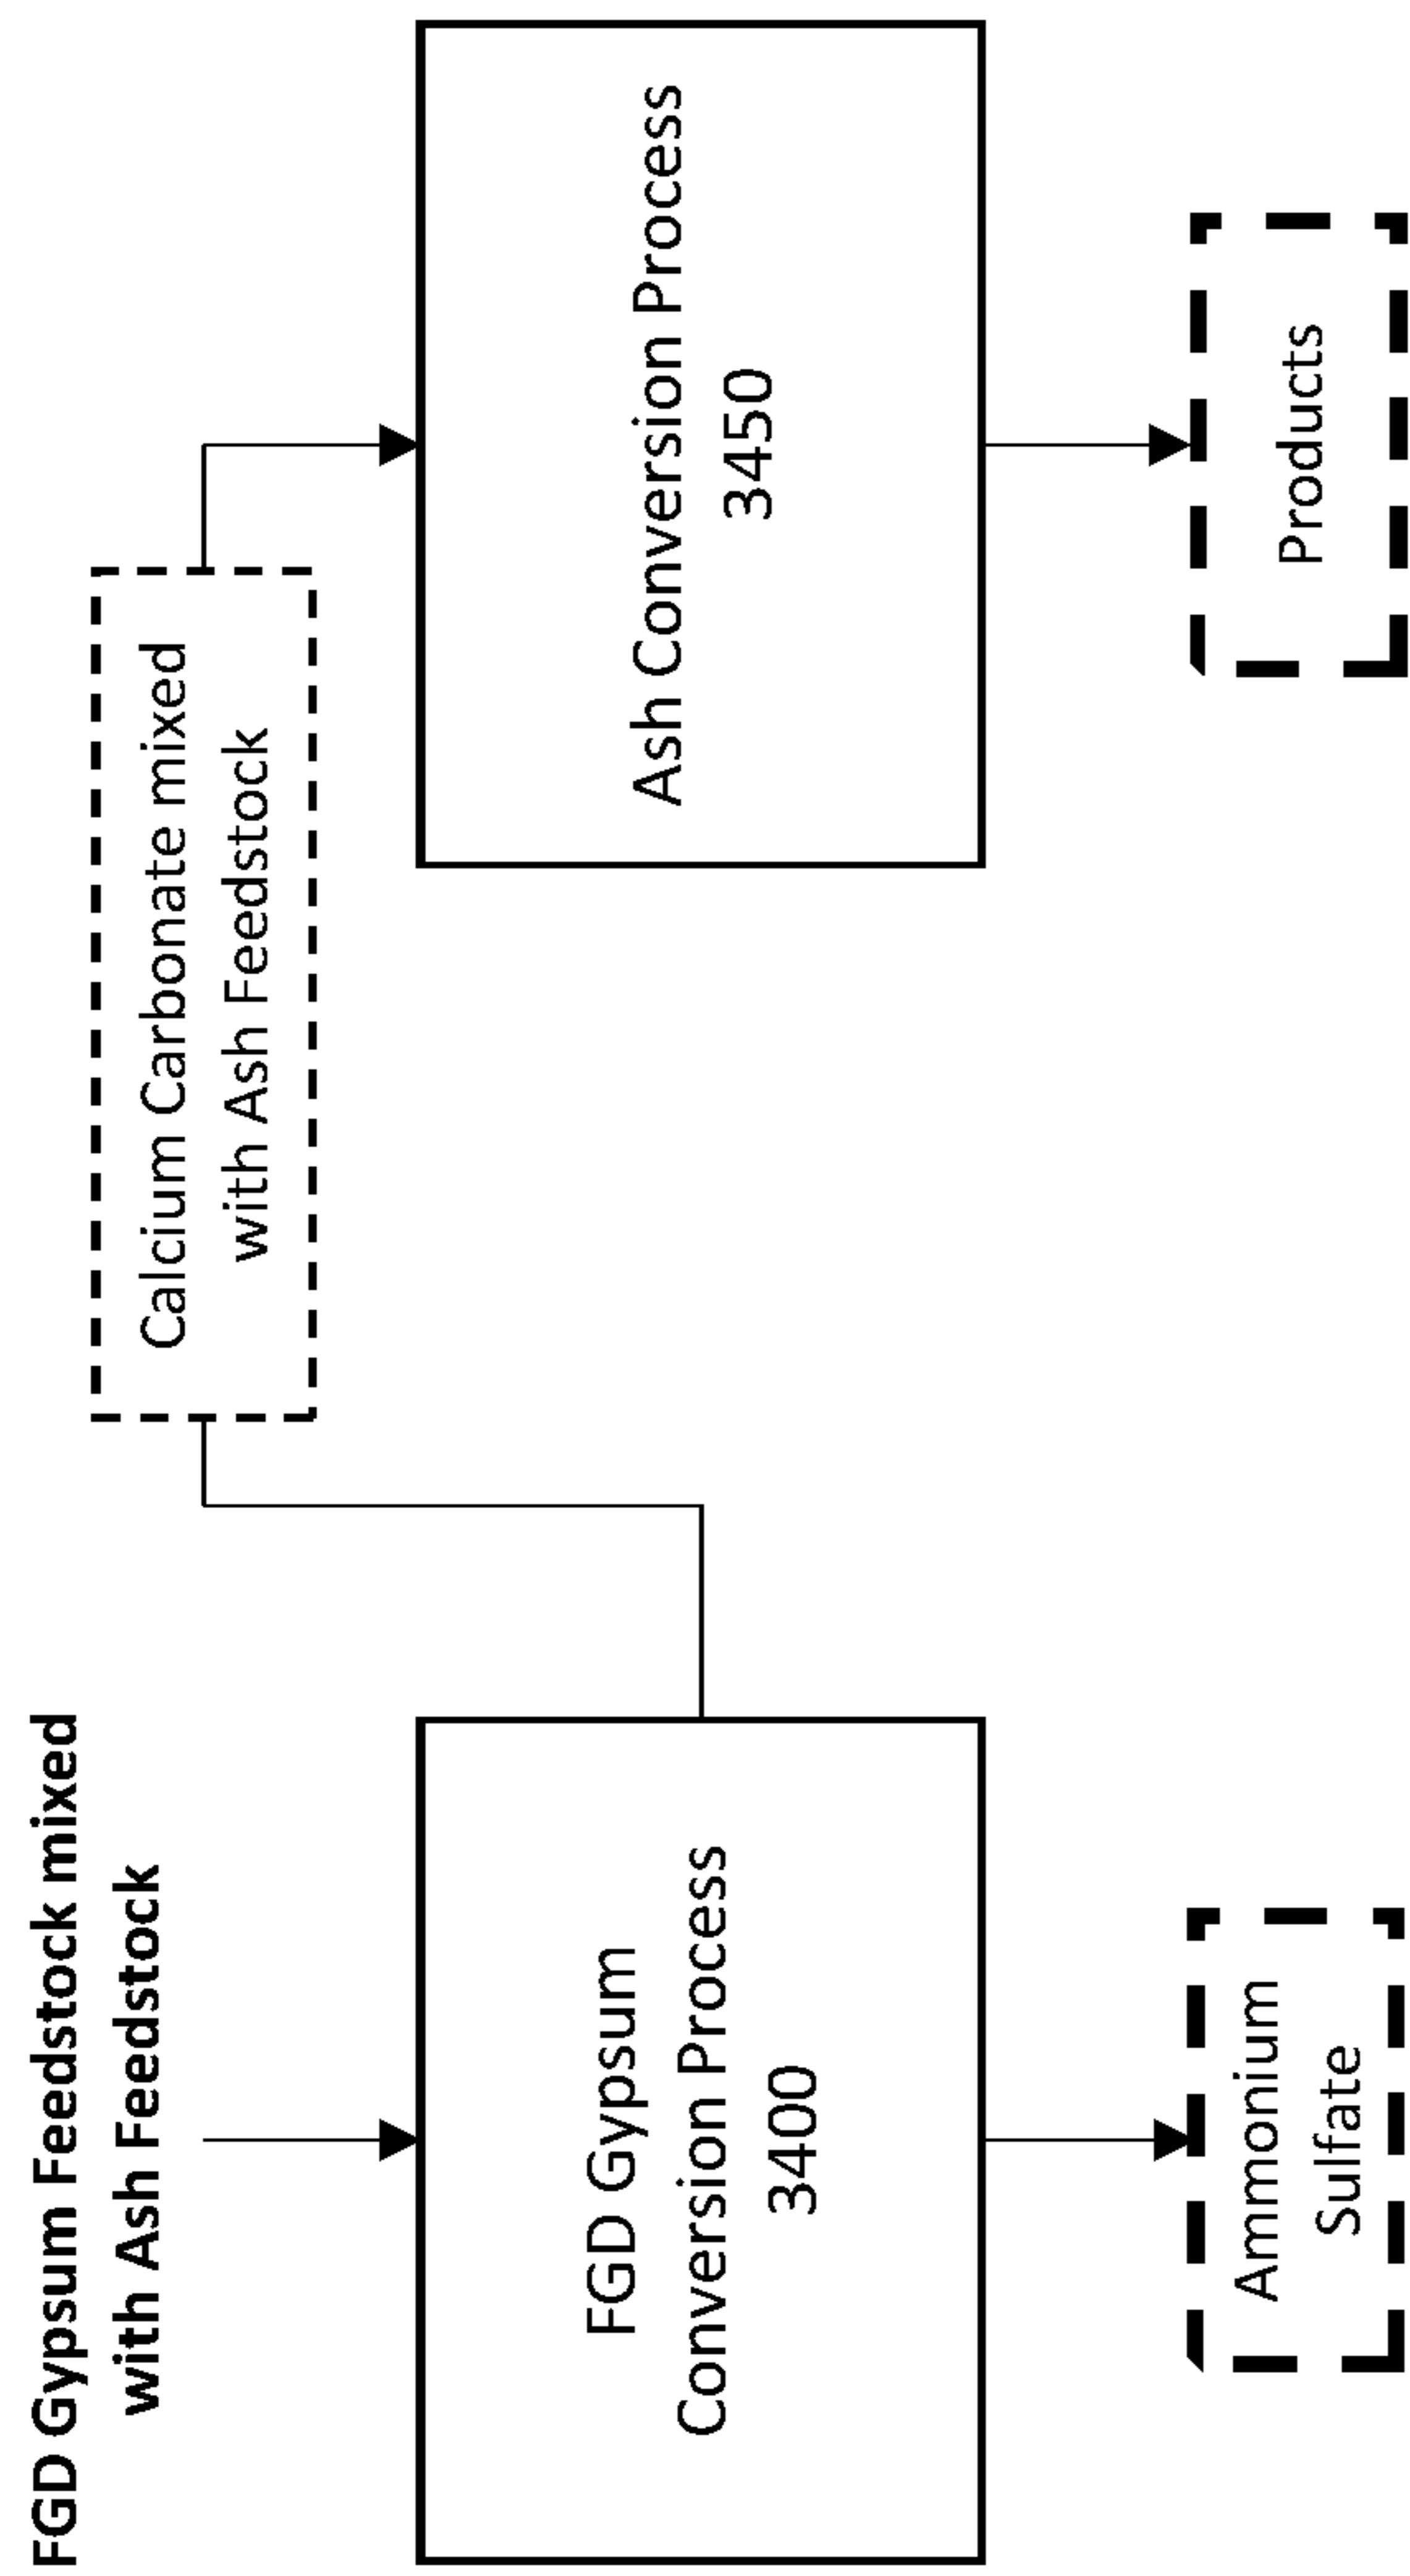 FGD Gypsum Feedstock mixed
with Ash Feedstock
Calcium Carbonate mixed
with Ash Feedstock
FGD Gypsum
Conversion Process
3400
Ash Conversion Process
3450
Ammonium
Sulfate
Products